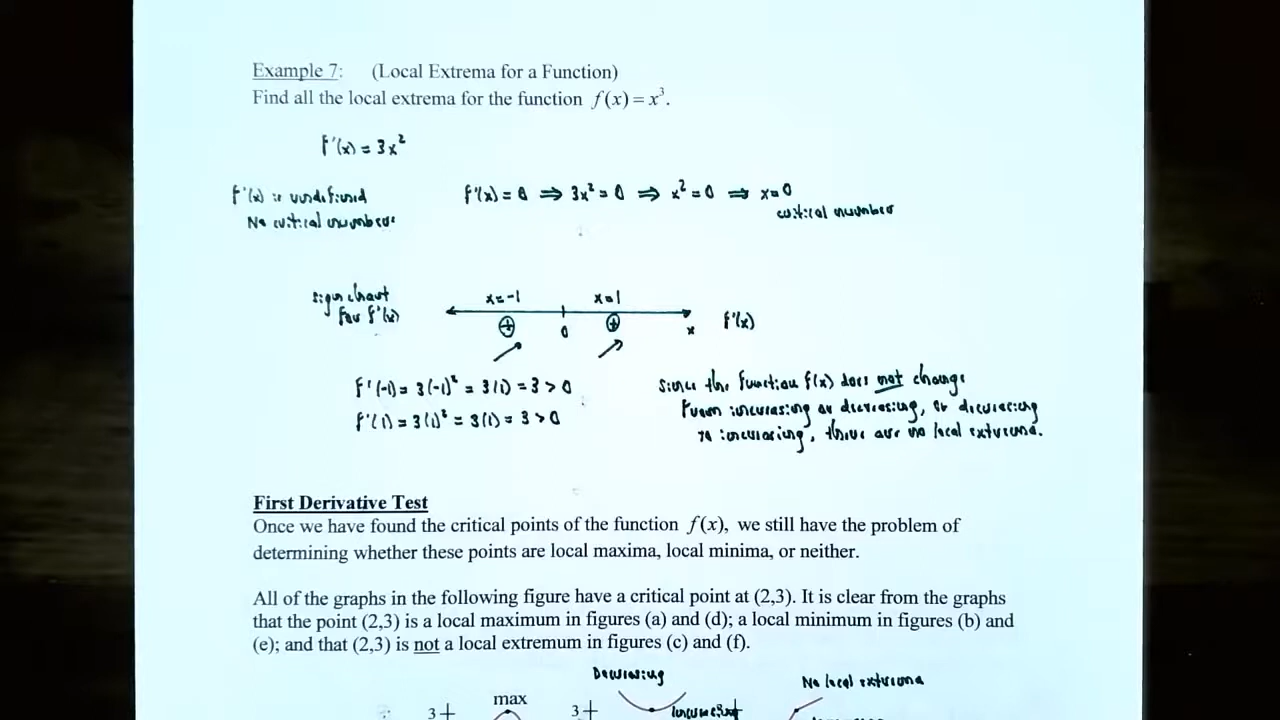 Example 7: (Local Extrema for a Function)
Find all the local extrema for the function f(x) = x³.
f'(x) = 3x²
f'(x) is undefined
No critical numbers
f'(x) = 0 ⇒ 3x² = 0 ⇒ x² = 0 ⇒ x = 0
critical number
sign chart
for f'(x)
x = -1 x = 1
+ 0 + x f'(x)
f'(-1) = 3(-1)² = 3(1) = 3 > 0
f'(1) = 3(1)² = 3(1) = 3 > 0
Since the function f(x) does not change
from increasing to decreasing, or decreasing
to increasing, there are no local extrema.
First Derivative Test
Once we have found the critical points of the function f(x), we still have the problem of
determining whether these points are local maxima, local minima, or neither.
All of the graphs in the following figure have a critical point at (2,3). It is clear from the graphs
that the point (2,3) is a local maximum in figures (a) and (d); a local minimum in figures (b) and
(e); and that (2,3) is not a local extremum in figures (c) and (f).
Decreasing
No local extrema
max
3 3